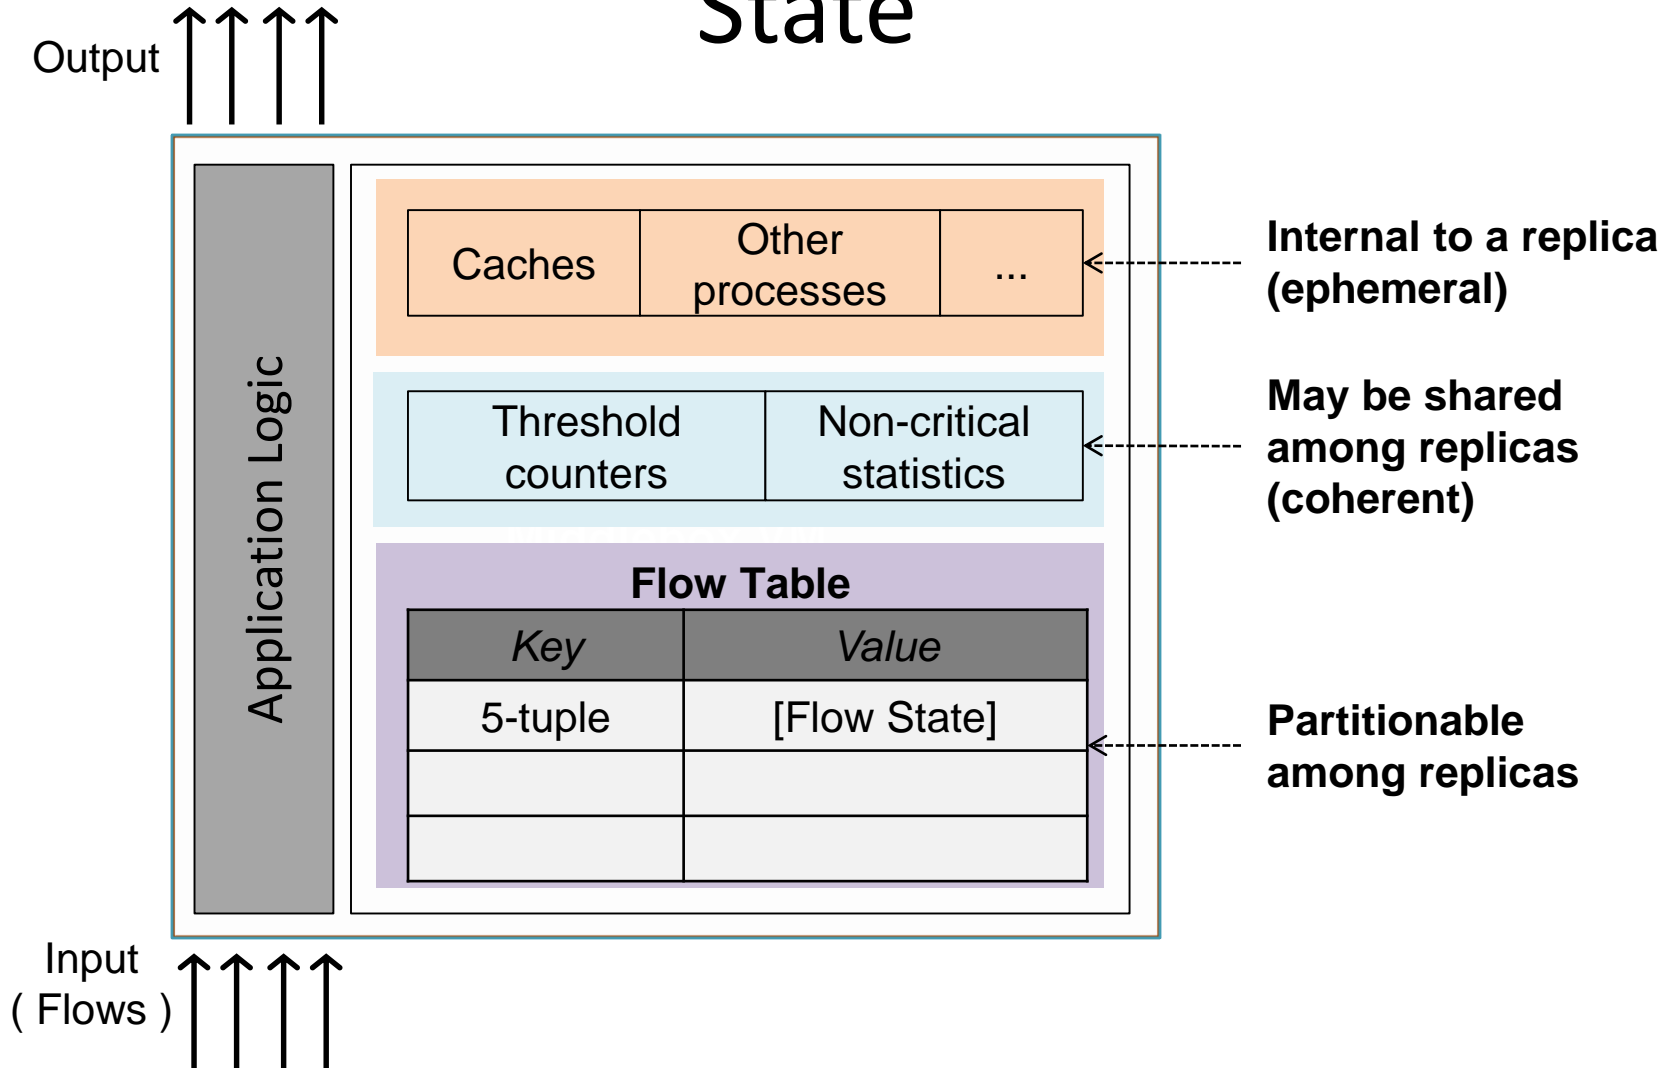 State
Output
Caches
Other
processes
...
Internal to a replica
(ephemeral)
Application Logic
Threshold
counters
Non-critical
statistics
May be shared
among replicas
(coherent)
Flow Table
Key
Value
5-tuple
[Flow State]
Partitionable
among replicas
Input
( Flows )